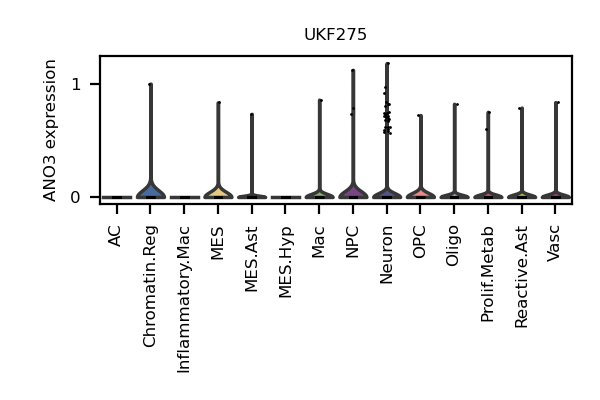 UKF275
ANO3 expression
1
0
AC
Chromatin.Reg
Inflammatory.Mac
MES
MES.Ast
MES.Hyp
Mac
NPC
Neuron
OPC
Oligo
Prolif.Metab
Reactive.Ast
Vasc